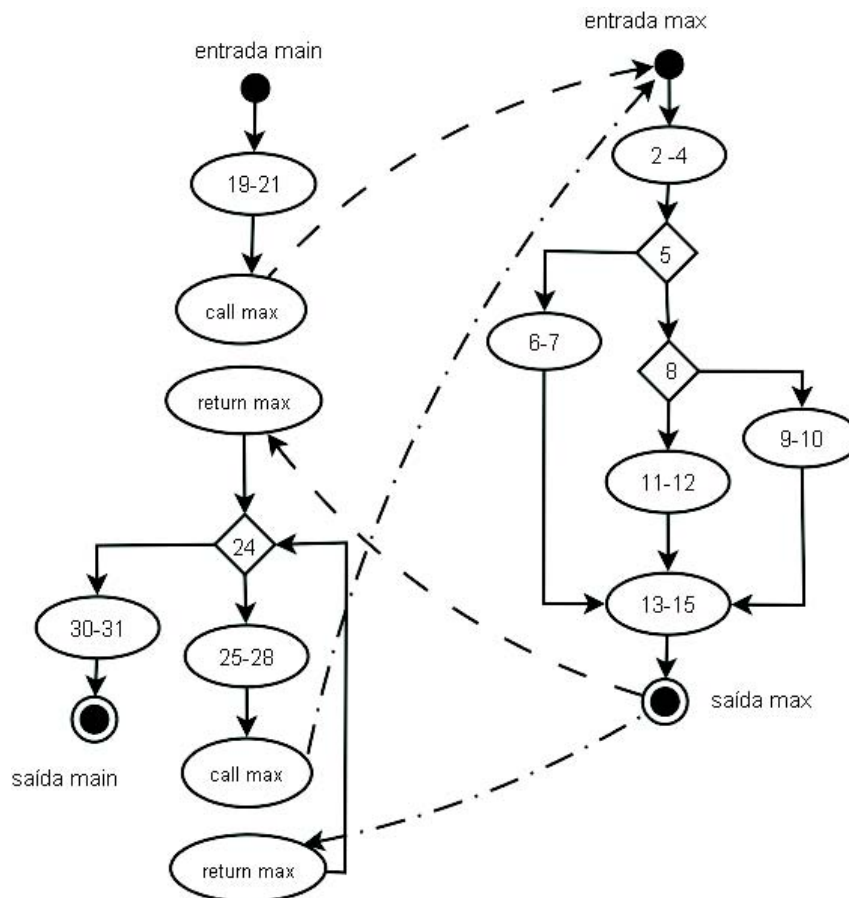 entrada main
19-21
call max
return max
24
30-31
25-28
saída main
call max
return max
entrada max
2 -4
5
6-7
8
9-10
11-12
13-15
saída max